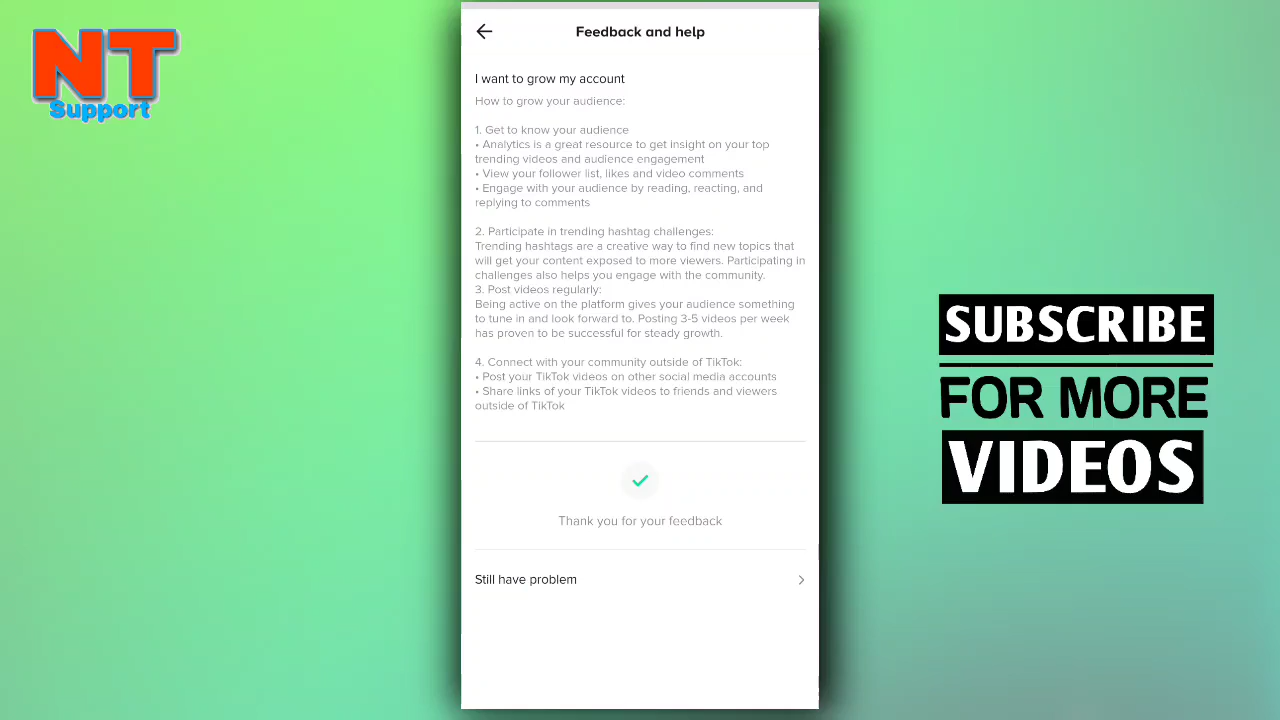 NT
Support
Feedback and help
I want to grow my account
How to grow your audience:
1. Get to know your audience
• Analytics is a great resource to get insight on your top
trending videos and audience engagement
• View your follower list, likes and video comments
• Engage with your audience by reading, reacting, and
replying to comments
2. Participate in trending hashtag challenges:
Trending hashtags are a creative way to find new topics that
will get your content exposed to more viewers. Participating in
challenges also helps you engage with the community.
3. Post videos regularly:
Being active on the platform gives your audience something
to tune in and look forward to. Posting 3-5 videos per week
has proven to be successful for steady growth.
4. Connect with your community outside of TikTok:
• Post your TikTok videos on other social media accounts
• Share links of your TikTok videos to friends and viewers
outside of TikTok
Thank you for your feedback
Still have problem
SUBSCRIBE
FOR MORE
VIDEOS